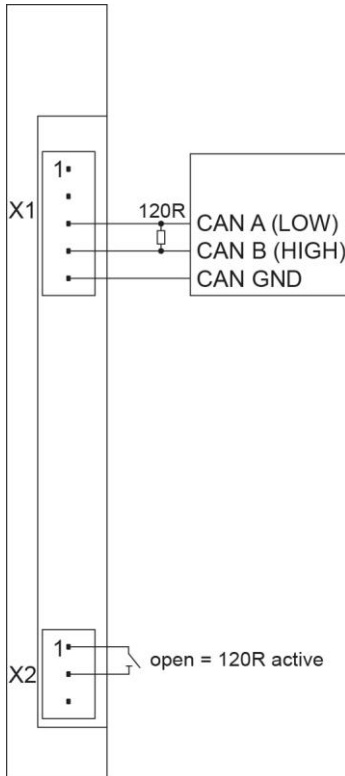 1
X1
120R
CAN A (LOW)
CAN B (HIGH)
CAN GND
1
X2
open = 120R active